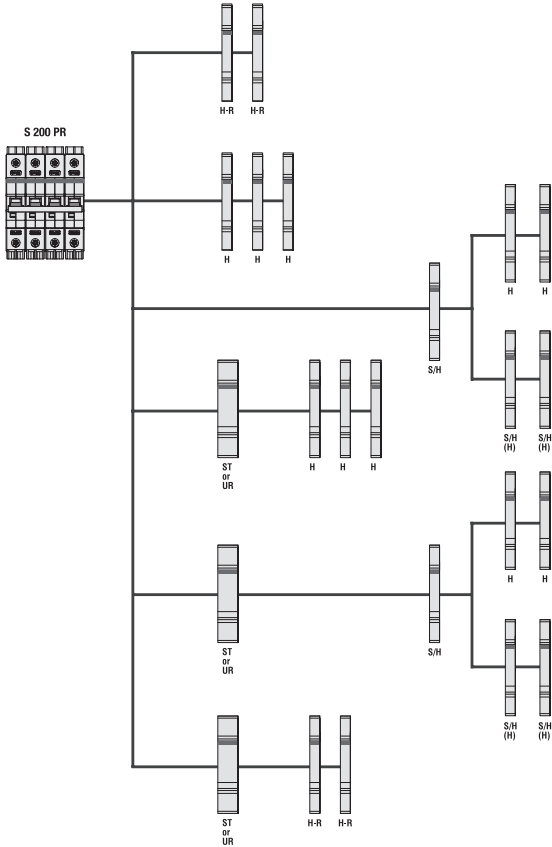 H-R H-R
S 200 PR
H H H
H H
S/H
S/H S/H
(H) (H)
ST
or
UR
H H H
H H
ST
or
UR
S/H
S/H S/H
(H) (H)
ST
or
UR
H-R H-R